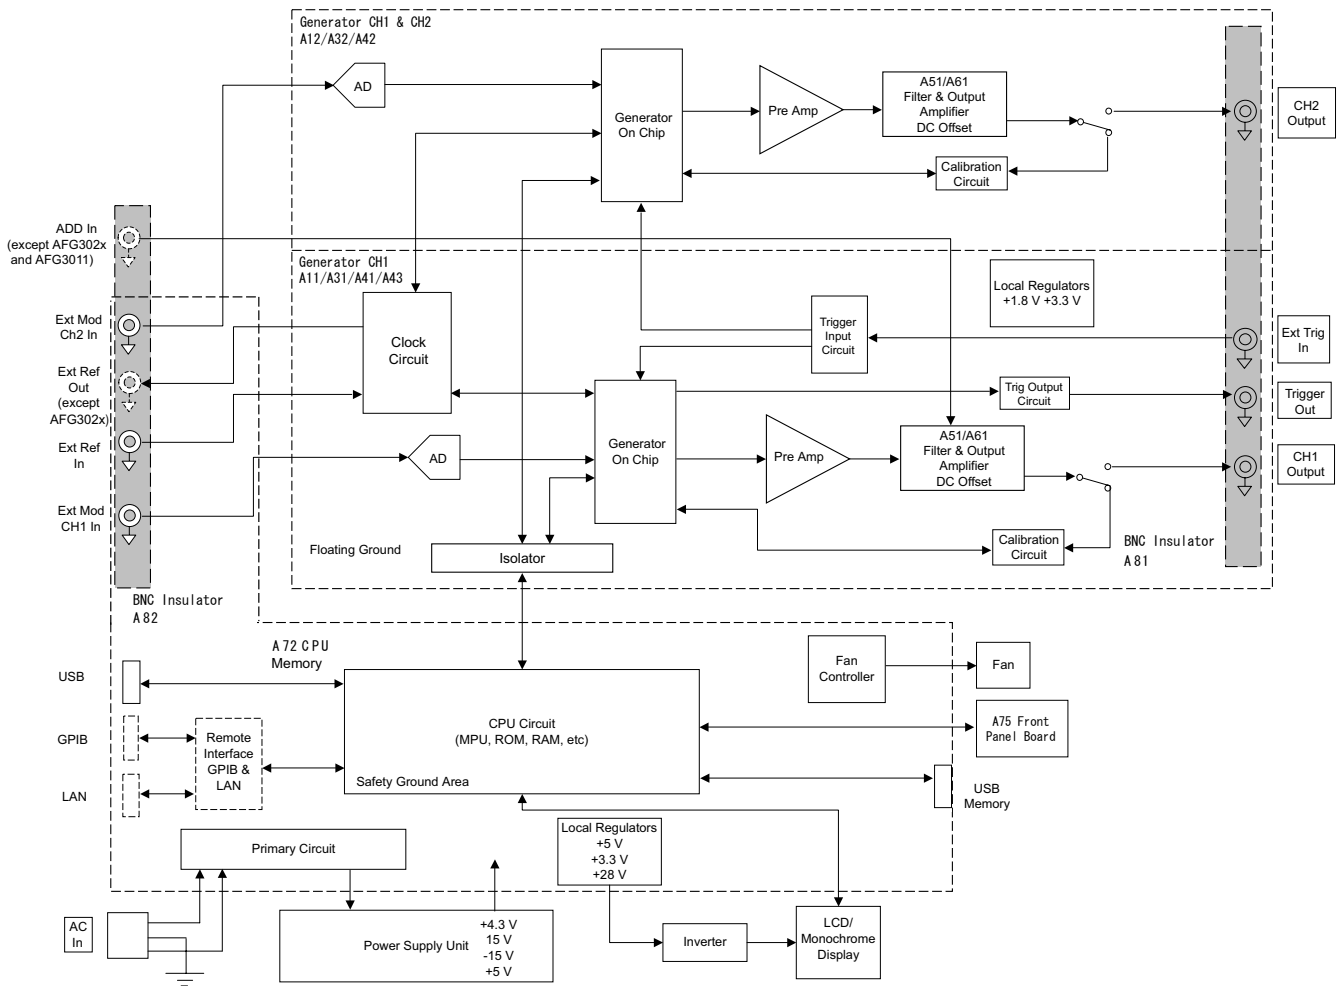 Generator CH1 & CH2
A12/A32/A42
AD
Generator
On Chip
Pre Amp
A51/A61
Filter & Output
Amplifier
DC Offset
CH2
Output
Calibration
Circuit
ADD In
(except AFG302x
and AFG3011)
Generator CH1
A11/A31/A41/A43
Local Regulators
+1.8 V +3.3 V
Ext Mod
Ch2 In
Clock
Circuit
Trigger
Input
Circuit
Ext Trig
In
Ext Ref
Out
(except
AFG302x)
Trig Output
Circuit
Trigger
Out
Ext Ref
In
AD
Generator
On Chip
Pre Amp
A51/A61
Filter & Output
Amplifier
DC Offset
CH1
Output
Ext Mod
CH1 In
Floating Ground
Isolator
Calibration
Circuit
BNC Insulator
A81
BNC Insulator
A82
A72 CPU
Memory
Fan
Controller
Fan
USB
CPU Circuit
(MPU, ROM, RAM, etc)
Safety Ground Area
A75 Front
Panel Board
GPIB
Remote
Interface
GPIB &
LAN
LAN
USB
Memory
Primary Circuit
Local Regulators
+5 V
+3.3 V
+28 V
AC
In
Power Supply Unit
+4.3 V
15 V
-15 V
+5 V
Inverter
LCD/
Monochrome
Display